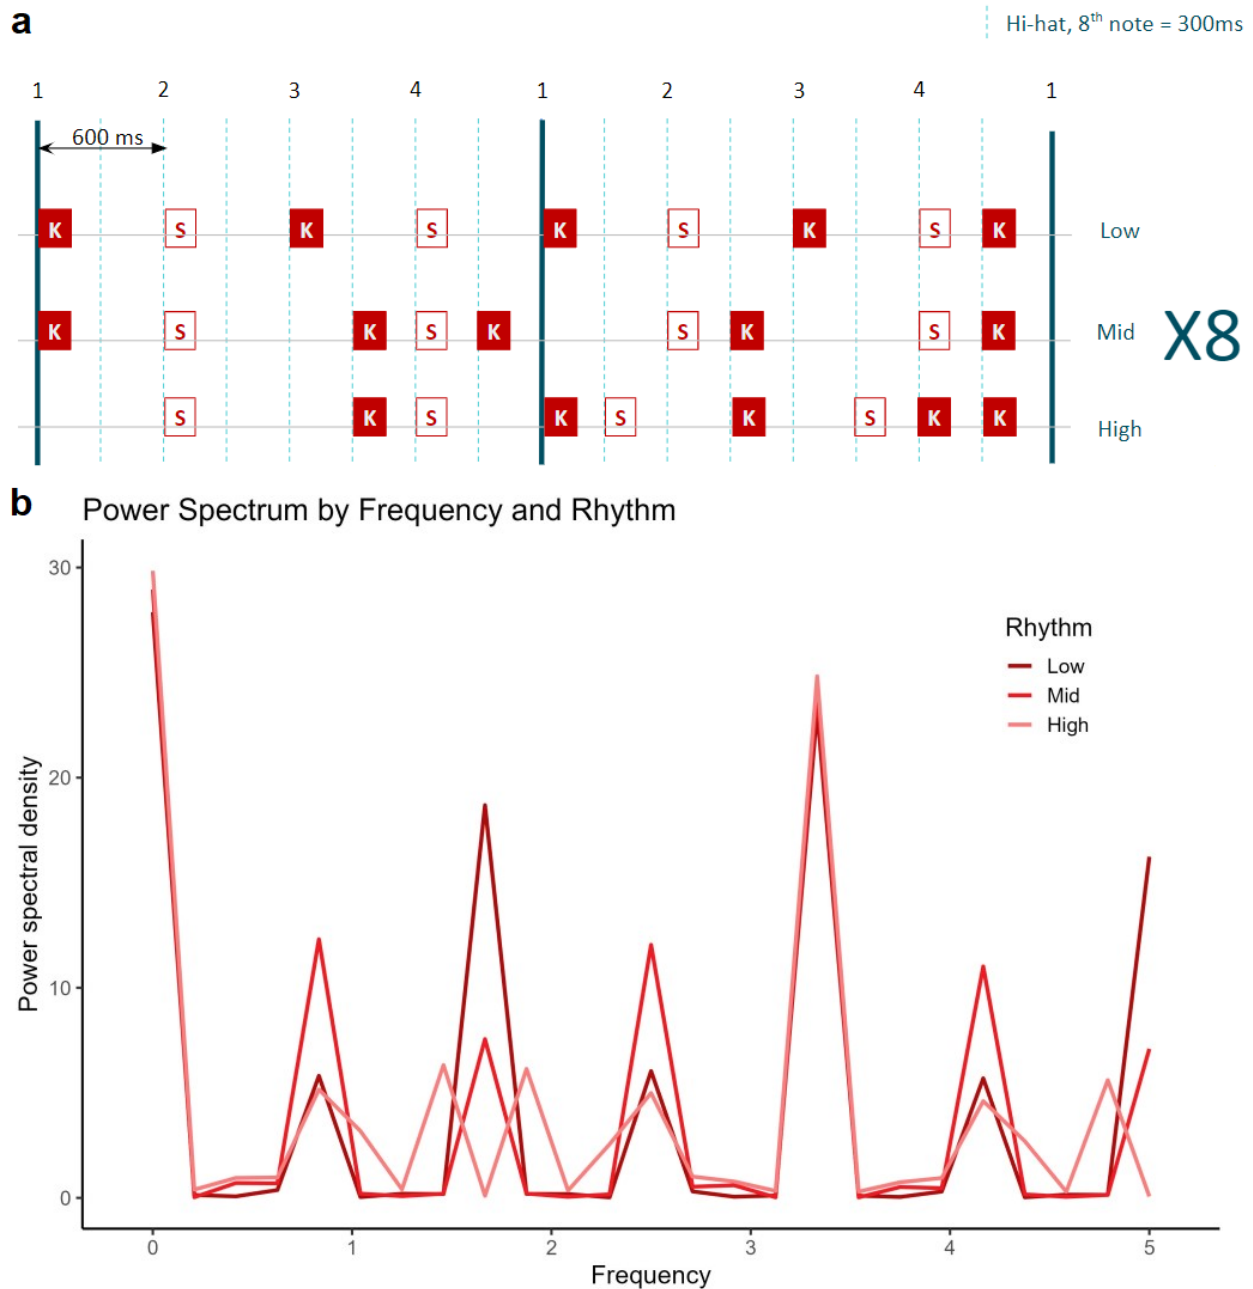 a
Hi-hat, 8th note = 300ms
1 2 3 4 1 2 3 4 1
600 ms
K S K S K S K S K Low
K S K S K S K S K Mid
X8
S K S K S K S K K High
b
Power Spectrum by Frequency and Rhythm
30
20
10
0
Power spectral density
Rhythm
Low
Mid
High
0 1 2 3 4 5
Frequency